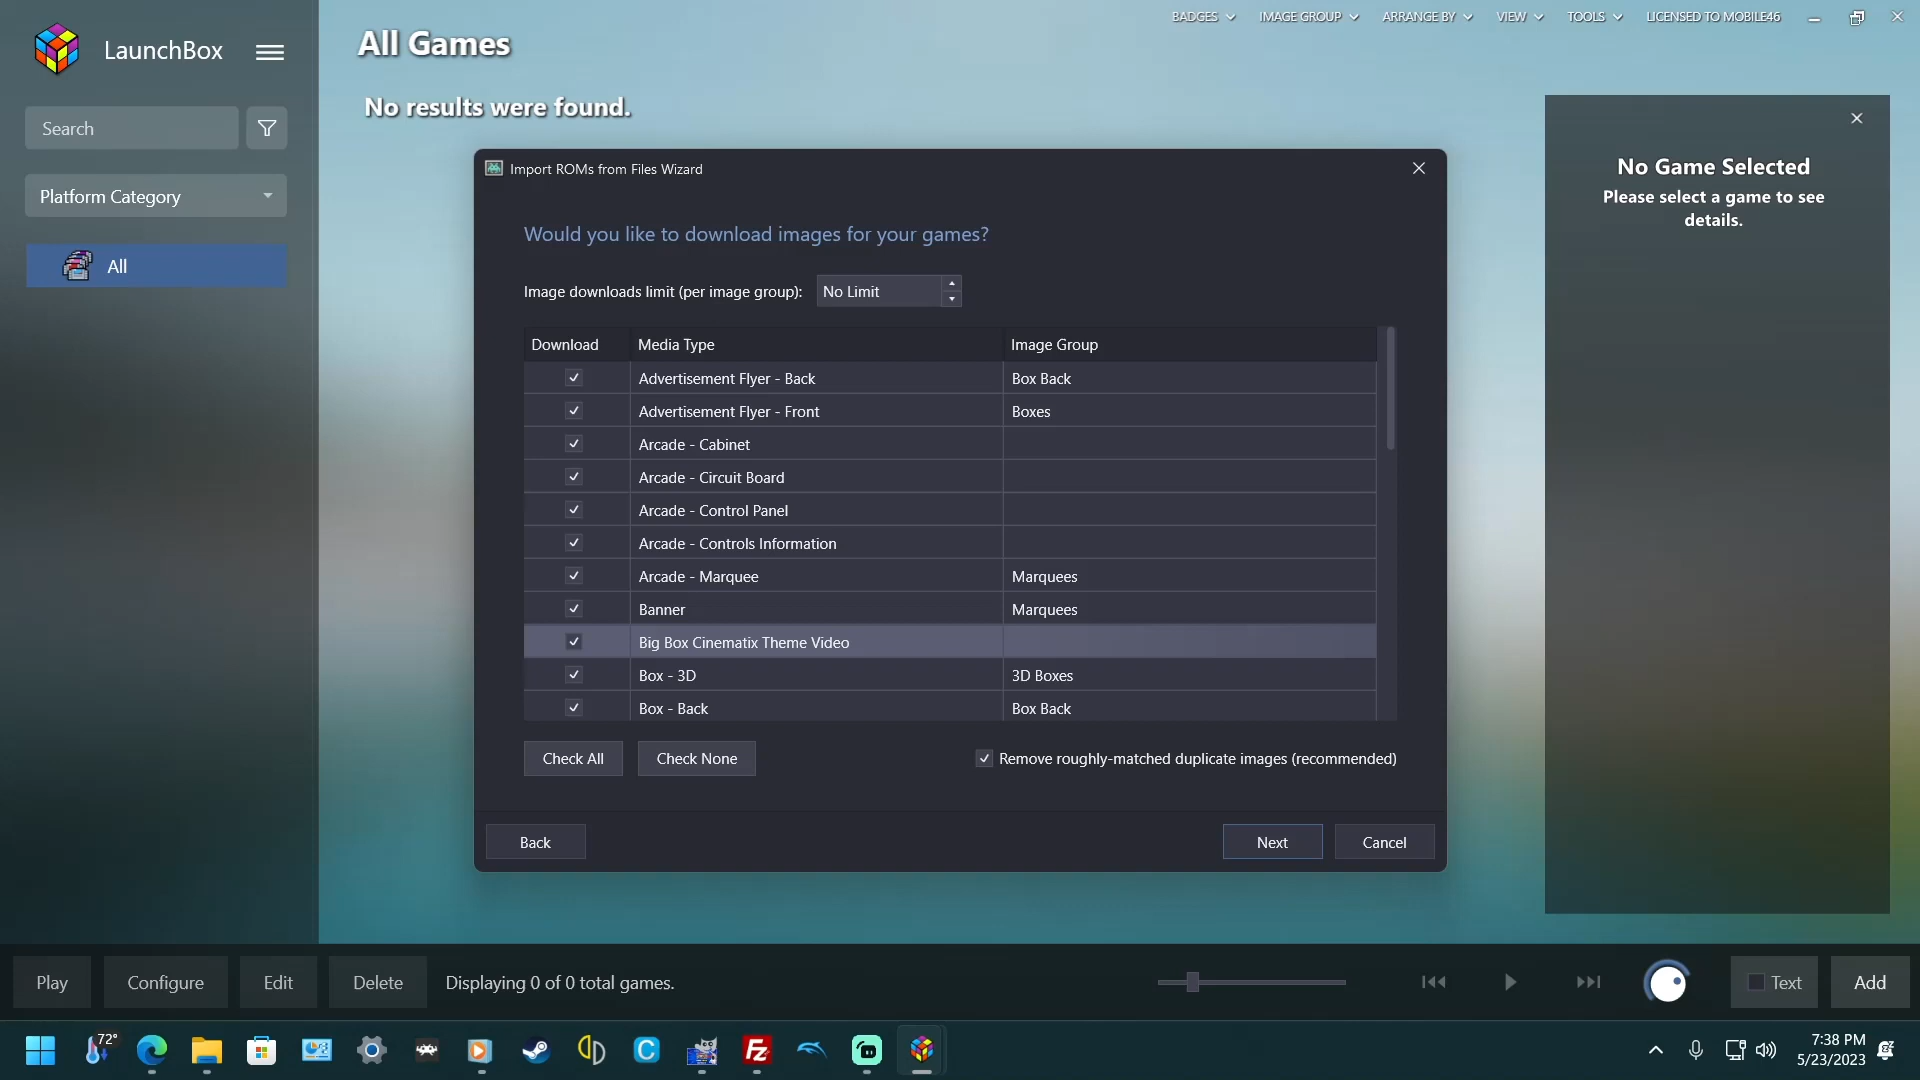 LaunchBox
Search
Platform Category
All
All Games
No results were found.
BADGES
IMAGE GROUP
ARRANGE BY
VIEW
TOOLS
LICENSED TO MOBILE46
No Game Selected
Please select a game to see
details.
Import ROMs from Files Wizard
Would you like to download images for your games?
Image downloads limit (per image group): No Limit
Download Media Type Image Group
Advertisement Flyer - Back Box Back
Advertisement Flyer - Front Boxes
Arcade - Cabinet
Arcade - Circuit Board
Arcade - Control Panel
Arcade - Controls Information
Arcade - Marquee Marquees
Banner Marquees
Big Box Cinematix Theme Video
Box - 3D 3D Boxes
Box - Back Box Back
Check All Check None Remove roughly-matched duplicate images (recommended)
Back Next Cancel
Play Configure Edit Delete Displaying 0 of 0 total games. Text Add
72°
7:38 PM
5/23/2023